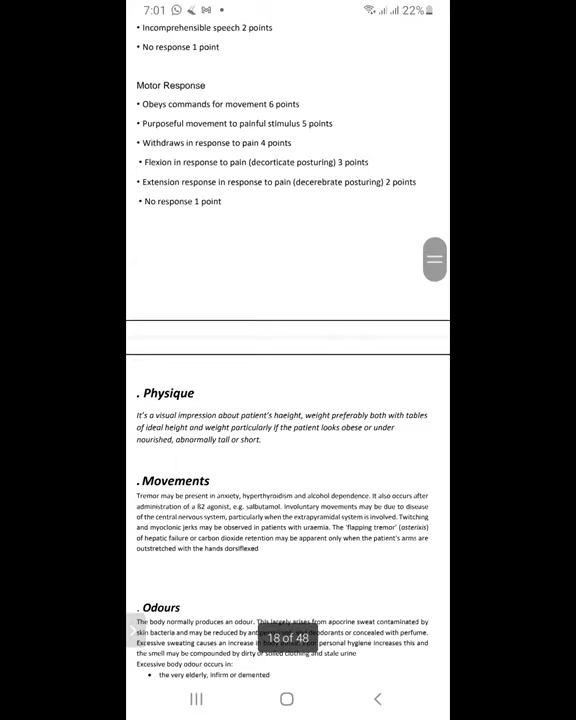 7:01
22%
• Incomprehensible speech 2 points
• No response 1 point
Motor Response
• Obeys commands for movement 6 points
• Purposeful movement to painful stimulus 5 points
• Withdraws in response to pain 4 points
• Flexion in response to pain (decorticate posturing) 3 points
• Extension response in response to pain (decerebrate posturing) 2 points
• No response 1 point
. Physique
It's a visual impression about patient's haeight, weight preferably both with tables
of ideal height and weight particularly if the patient looks obese or under
nourished, abnormally tall or short.
. Movements
Tremor may be present in anxiety, hyperthyroidism and alcohol dependence. It also occurs after
administration of a ß2 agonist, e.g. salbutamol. Involuntary movements may be due to disease
of the central nervous system, particularly when the extrapyramidal system is involved. Twitching
and myoclonic jerks may be observed in patients with uraemia. The 'flapping tremor' (asterixis)
of hepatic failure or carbon dioxide retention may be apparent only when the patient's arms are
outstretched with the hands dorsiflexed
. Odours
The body normally produces an odour. This largely arises from apocrine sweat contaminated by
skin bacteria and may be reduced by deodorants or concealed with perfume.
Excessive sweating causes an increase in personal hygiene increases this and
the smell may be compounded by dirty or soiled clothing and stale urine
18 of 48
Excessive body odour occurs in:
• the very elderly, infirm or demented